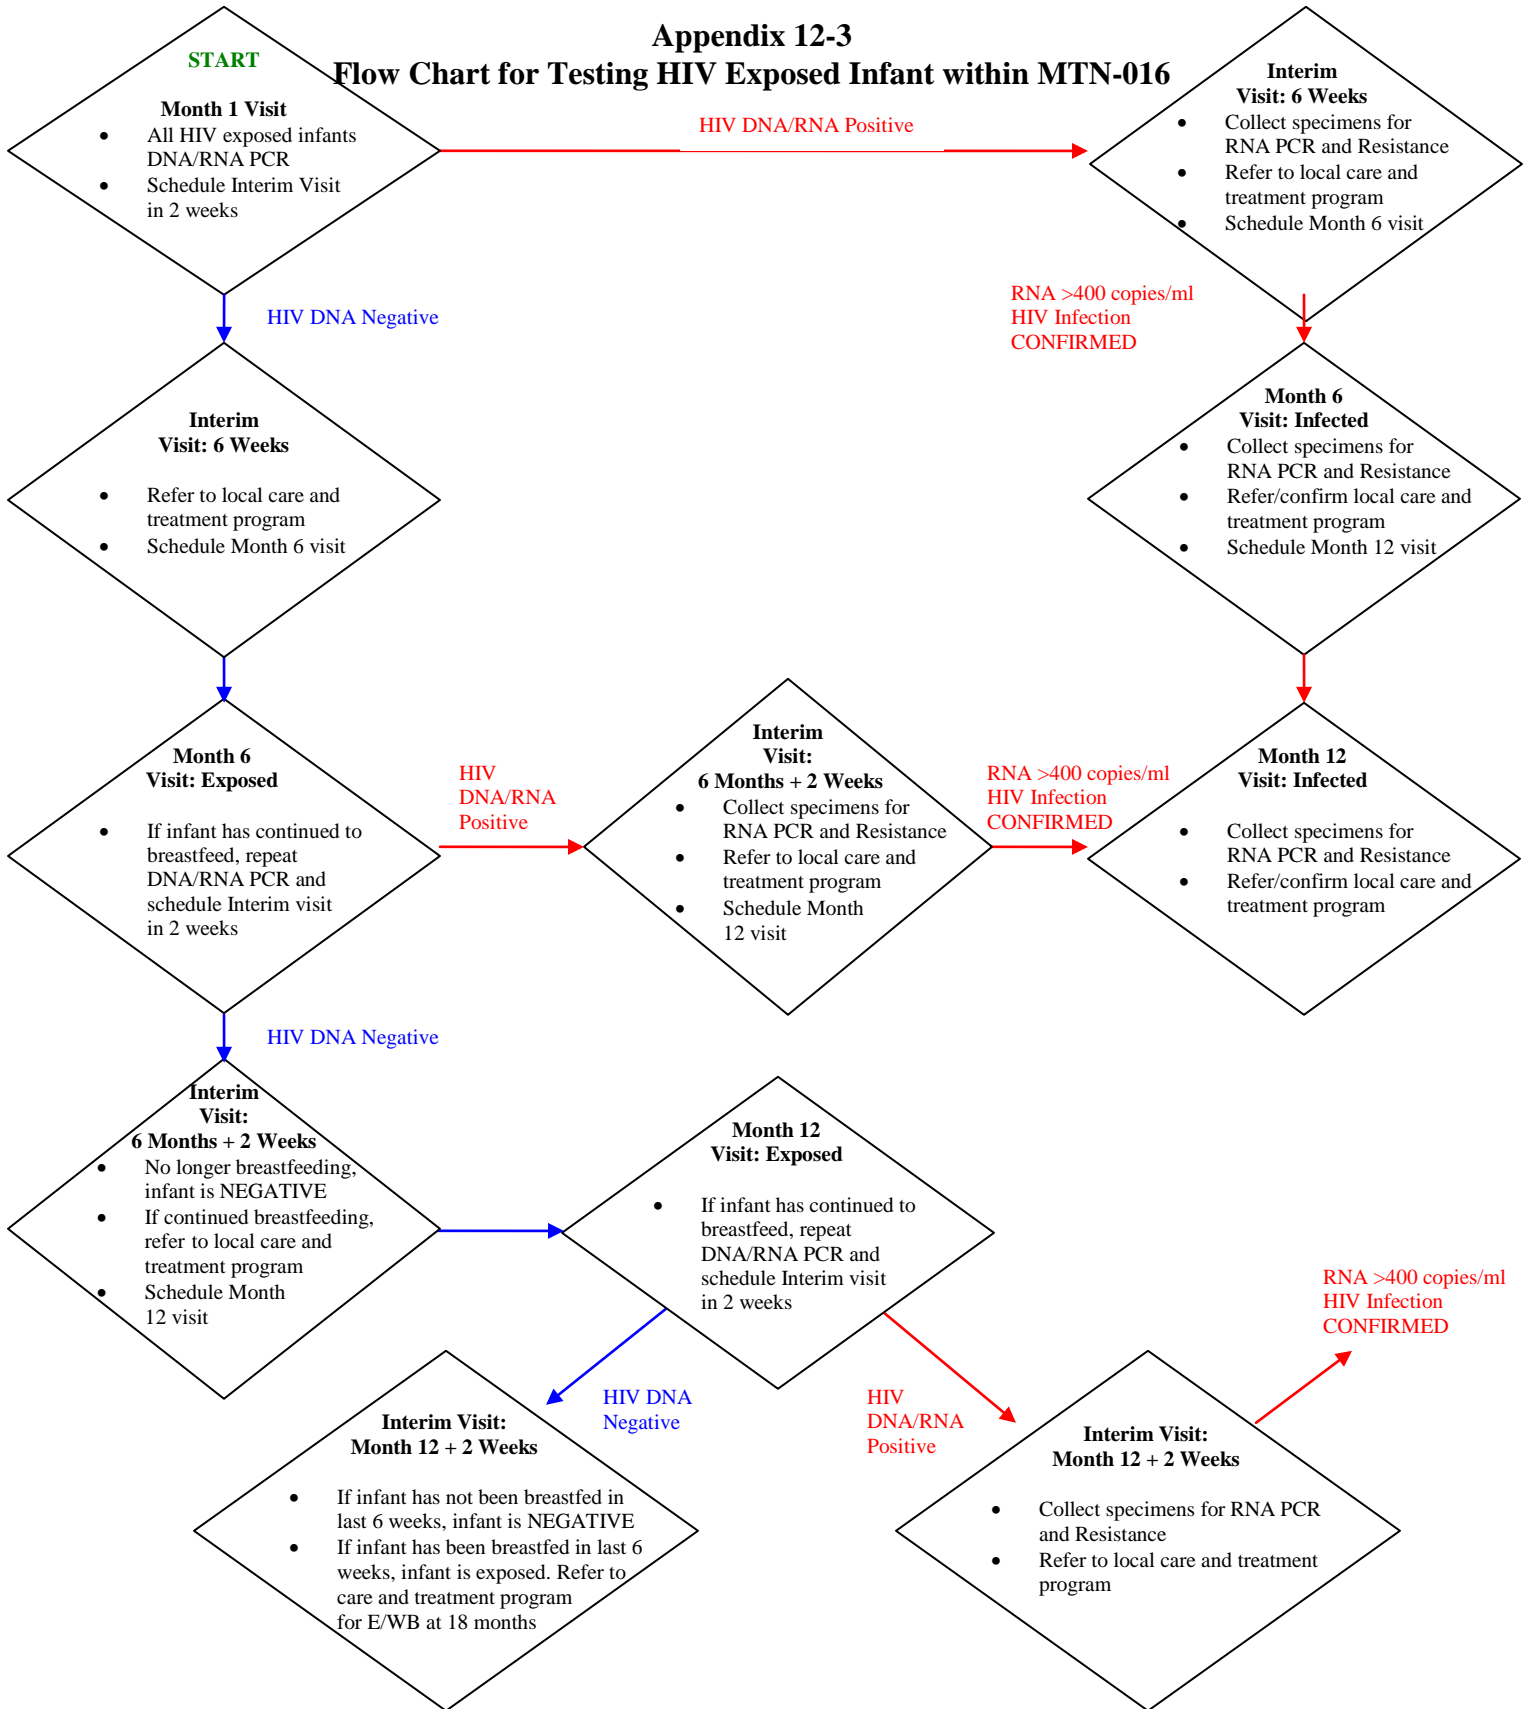 Appendix 12-3
Flow Chart for Testing HIV Exposed Infant within MTN-016
START
Month 1 Visit
• All HIV exposed infants
DNA/RNA PCR
• Schedule Interim Visit
in 2 weeks
HIV DNA/RNA Positive
Interim
Visit: 6 Weeks
• Collect specimens for
RNA PCR and Resistance
• Refer to local care and
treatment program
• Schedule Month 6 visit
HIV DNA Negative
RNA >400 copies/ml
HIV Infection
CONFIRMED
Interim
Visit: 6 Weeks
• Refer to local care and
treatment program
• Schedule Month 6 visit
Month 6
Visit: Infected
• Collect specimens for
RNA PCR and Resistance
• Refer/confirm local care and
treatment program
• Schedule Month 12 visit
Month 6
Visit: Exposed
• If infant has continued to
breastfeed, repeat
DNA/RNA PCR and
schedule Interim visit
in 2 weeks
HIV
DNA/RNA
Positive
Interim
Visit:
6 Months + 2 Weeks
• Collect specimens for
RNA PCR and Resistance
• Refer to local care and
treatment program
• Schedule Month
12 visit
RNA >400 copies/ml
HIV Infection
CONFIRMED
Month 12
Visit: Infected
• Collect specimens for
RNA PCR and Resistance
• Refer/confirm local care and
treatment program
HIV DNA Negative
Interim
Visit:
6 Months + 2 Weeks
• No longer breastfeeding,
infant is NEGATIVE
• If continued breastfeeding,
refer to local care and
treatment program
• Schedule Month
12 visit
Month 12
Visit: Exposed
• If infant has continued to
breastfeed, repeat
DNA/RNA PCR and
schedule Interim visit
in 2 weeks
RNA >400 copies/ml
HIV Infection
CONFIRMED
HIV DNA
Negative
HIV
DNA/RNA
Positive
Interim Visit:
Month 12 + 2 Weeks
• If infant has not been breastfed in
last 6 weeks, infant is NEGATIVE
• If infant has been breastfed in last 6
weeks, infant is exposed. Refer to
care and treatment program
for E/WB at 18 months
Interim Visit:
Month 12 + 2 Weeks
• Collect specimens for RNA PCR
and Resistance
• Refer to local care and treatment
program